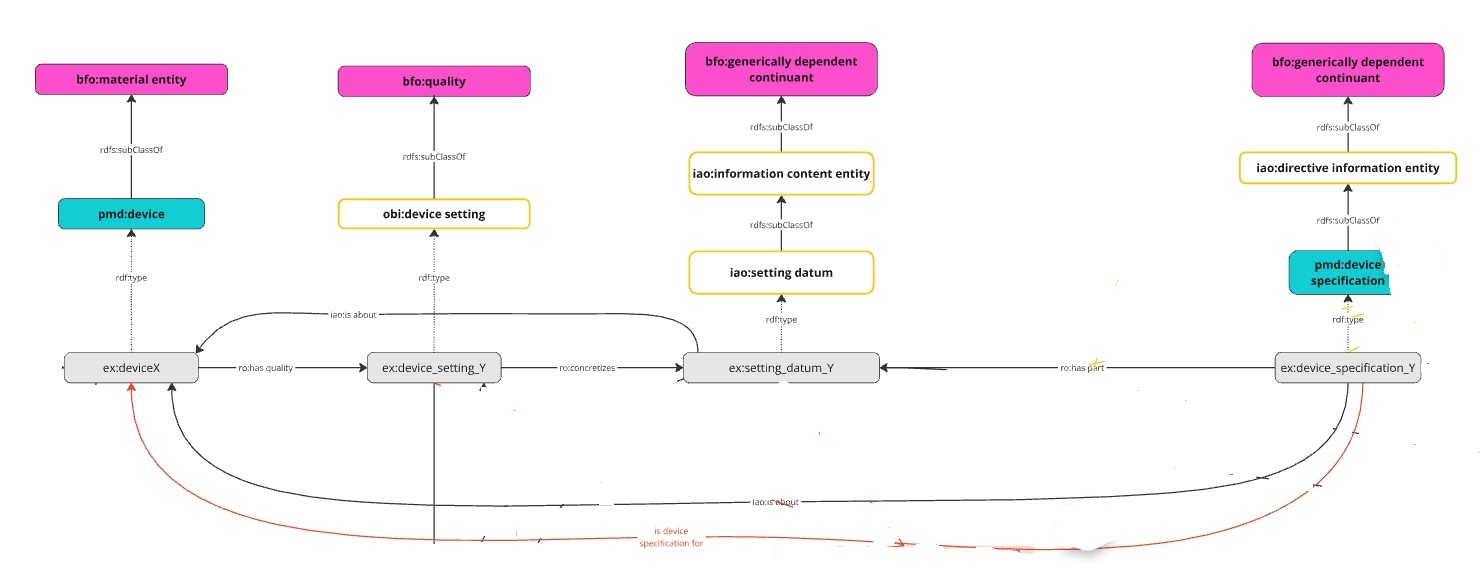 bfo:material entity
bfo:quality
bfo:generically dependent
continuant
bfo:generically dependent
continuant
rdfs:subClassOf
rdfs:subClassOf
rdfs:subClassOf
rdfs:subClassOf
iao:information content entity
iao:directive information entity
pmd:device
obi:device setting
rdfs:subClassOf
rdfs:subClassOf
iao:setting datum
pmd:device
specification
rdf:type
rdf:type
rdf:type
rdf:type
iao:is about
ex:deviceX
ro:has quality
ex:device_setting_Y
ro:concretizes
ex:setting_datum_Y
ro:has part
ex:device_specification_Y
iao:is about
is device
specification for